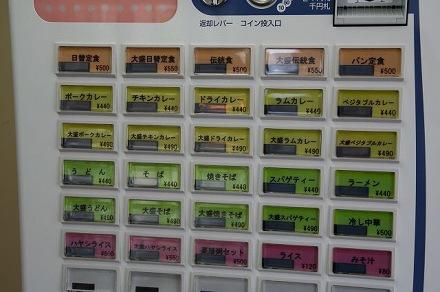 千円札
返却レバー コイン投入口
日替定食 ¥500
大盛日替定食 ¥550
伝統食 ¥500
大盛伝統食 ¥550
パン定食 ¥500
ポークカレー ¥440
チキンカレー ¥440
ドライカレー ¥440
ラムカレー ¥440
ベジタブルカレー ¥440
大盛ポークカレー ¥490
大盛チキンカレー ¥490
大盛ドライカレー ¥490
大盛ラムカレー ¥490
大盛ベジタブルカレー ¥490
うどん ¥440
そば ¥440
焼きそば ¥440
スパゲティー ¥440
ラーメン ¥440
大盛うどん ¥490
大盛そば ¥490
大盛焼きそば ¥490
大盛スパゲティー ¥490
冷し中華 ¥500
ハヤシライス ¥500
大盛ハヤシライス ¥550
セット ¥500
ライス ¥120
みそ汁 ¥80